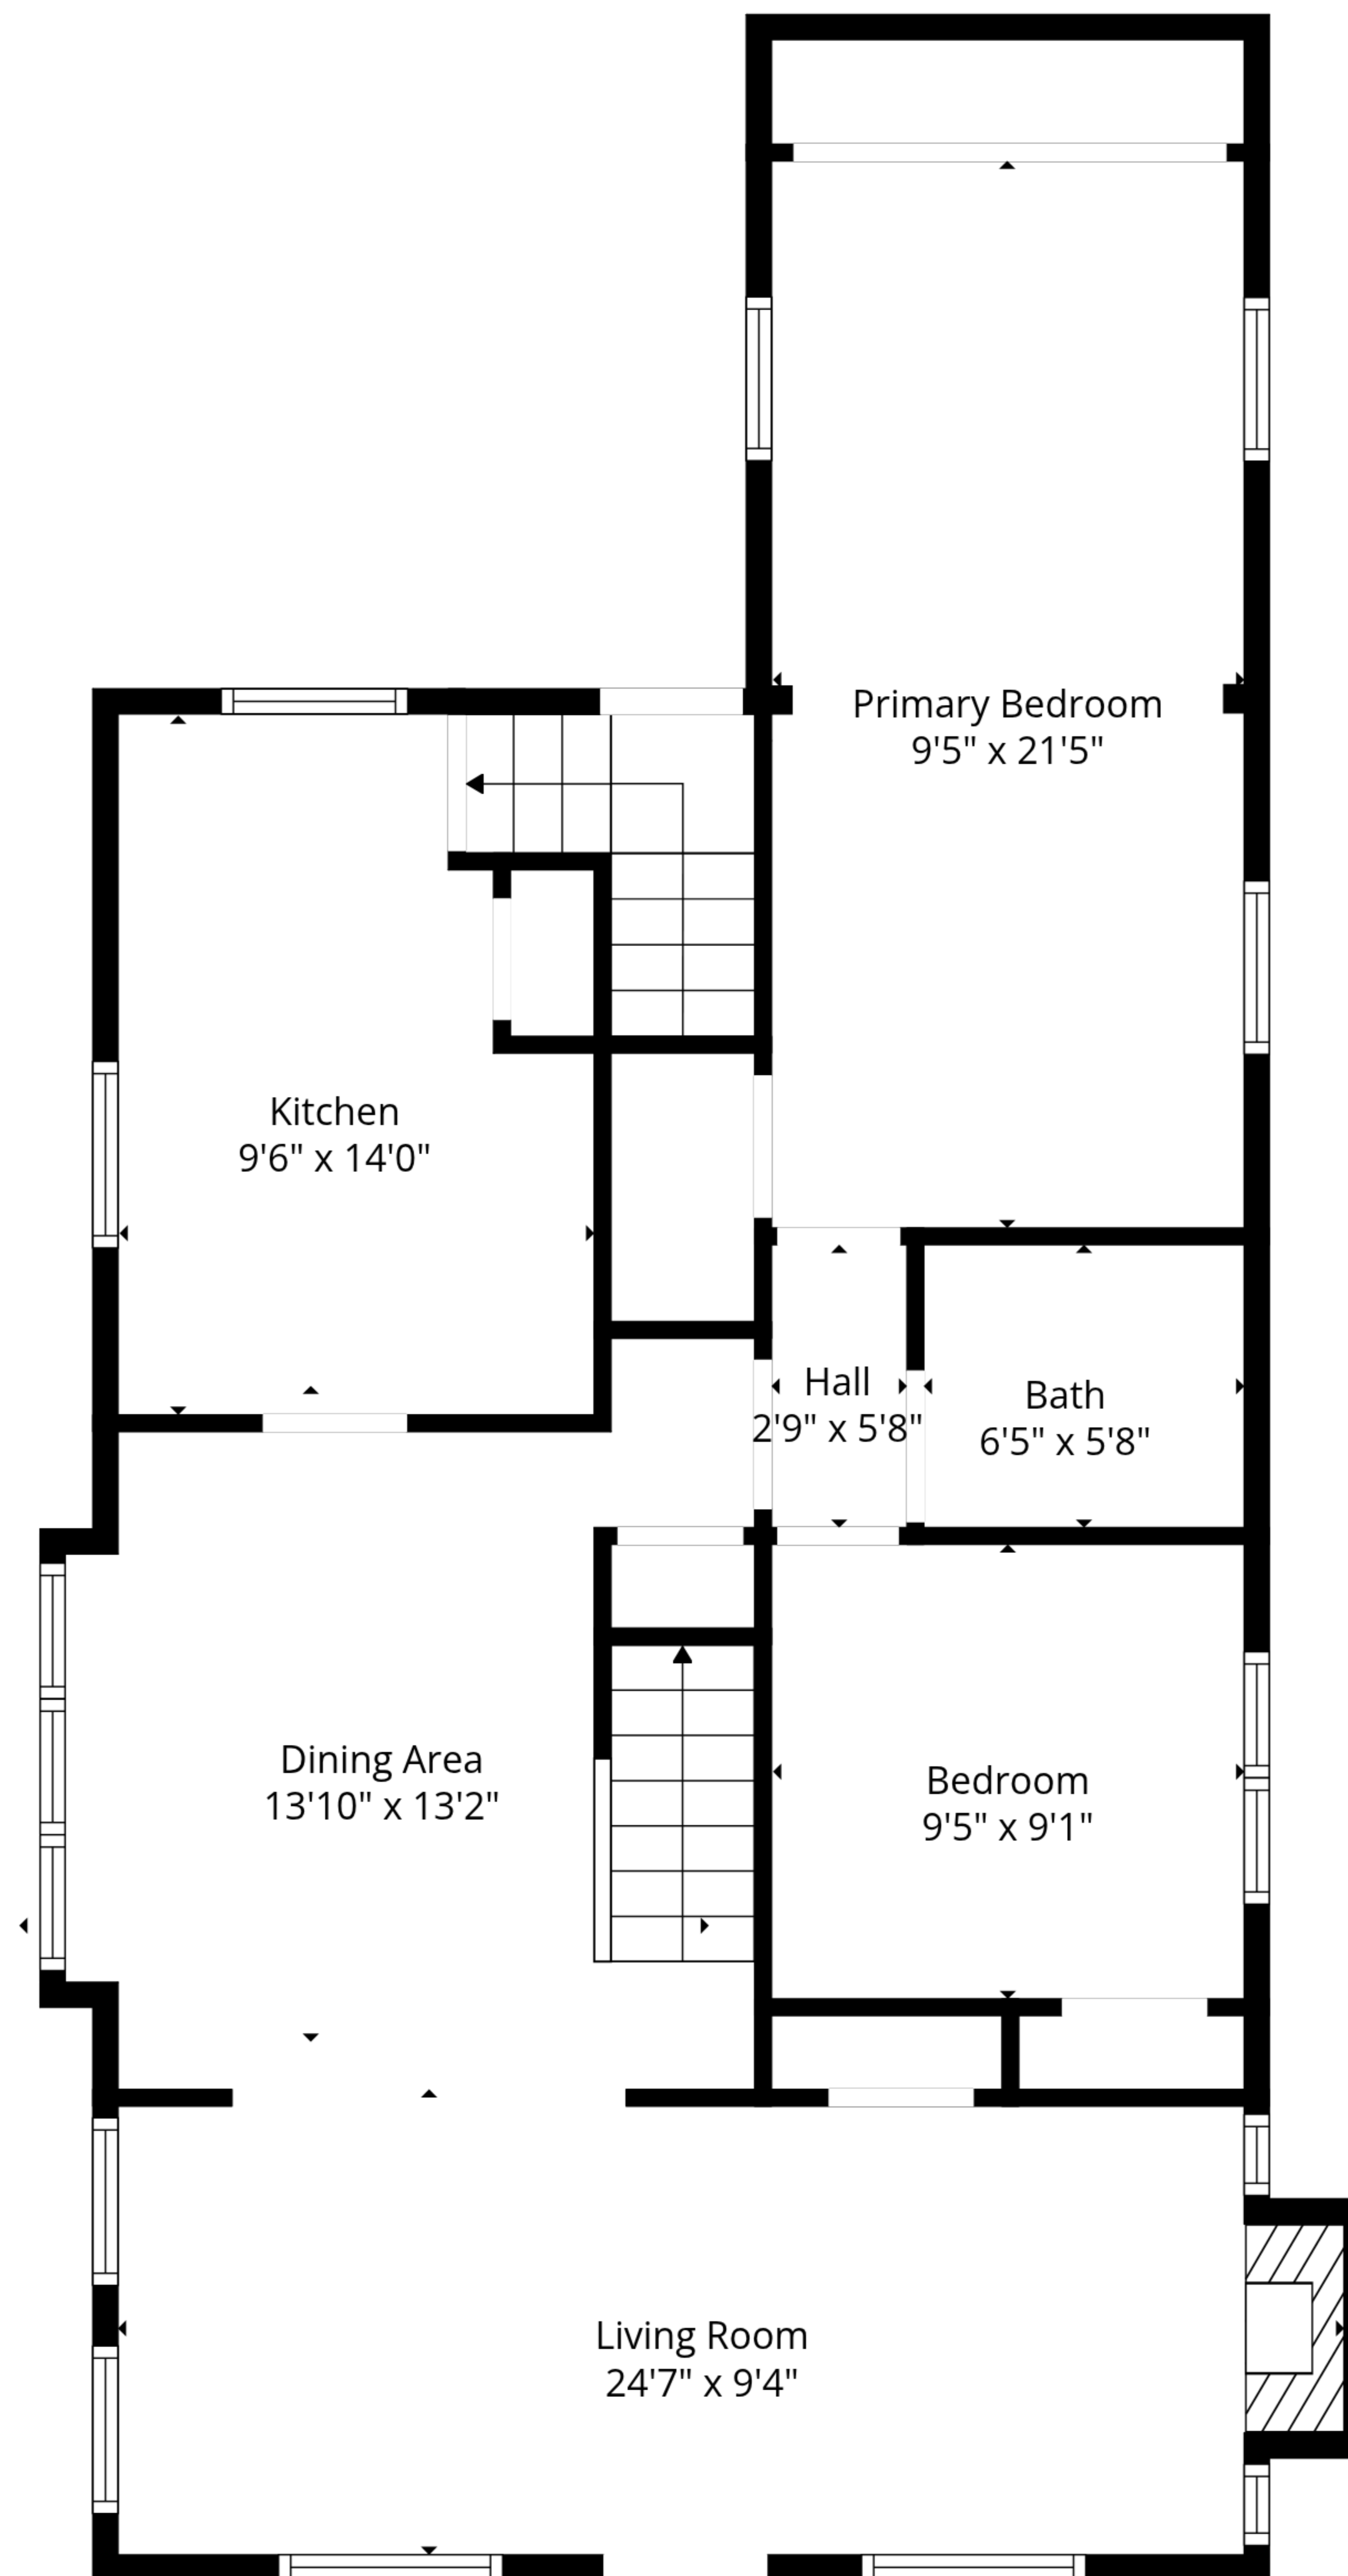 Primary Bedroom
9'5" x 21'5"
Kitchen
9'6" x 14'0"
Hall
2'9" x 5'8"
Bath
6'5" x 5'8"
Dining Area
13'10" x 13'2"
Bedroom
9'5" x 9'1"
Living Room
24'7" x 9'4"